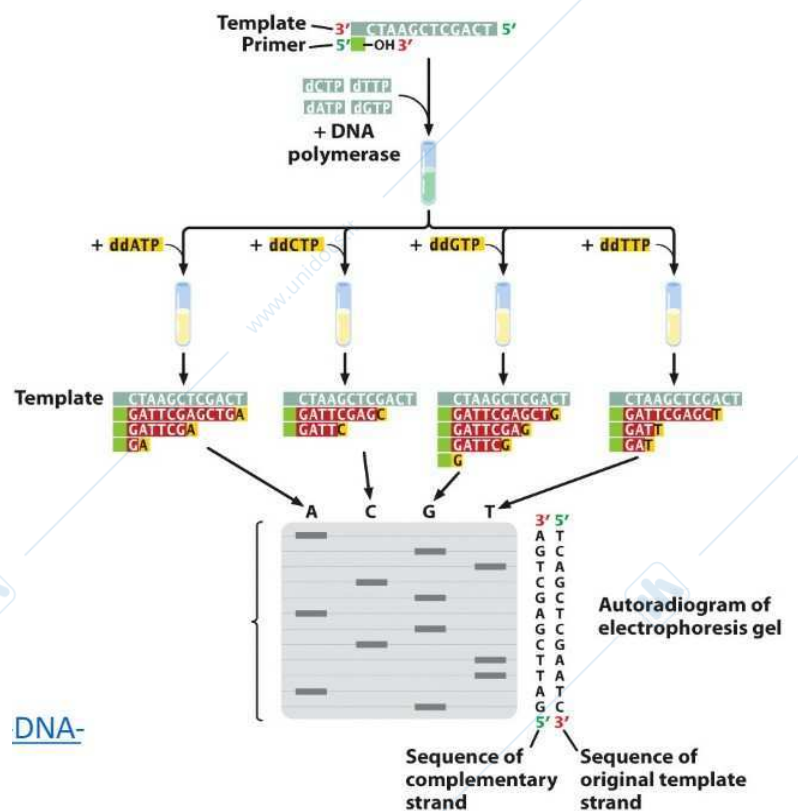 Template 3' CTAAGCTCGACT 5'
Primer 5' -OH 3'
dCTP dTTP
dATP dGTP
+ DNA
polymerase
+ ddATP + ddCTP + ddGTP + ddTTP
www.unidoc
Template CTAAGCTCGACT CTAAGCTCGACT CTAAGCTCGACT CTAAGCTCGACT
GATTCGAGCTGA GATTCGAGC GATTCGAGCTG GATTCGAGCT
GATTCGA GATTC GATTCGAG GATT
GA GATTCG GAT
G
A C G T
3' 5'
A T
G C
T A
C G
G C
A T
G C
C G
T A
T A
A T
G C
5' 3'
Autoradiogram of
electrophoresis gel
-DNA-
Sequence of
complementary
strand
Sequence of
original template
strand